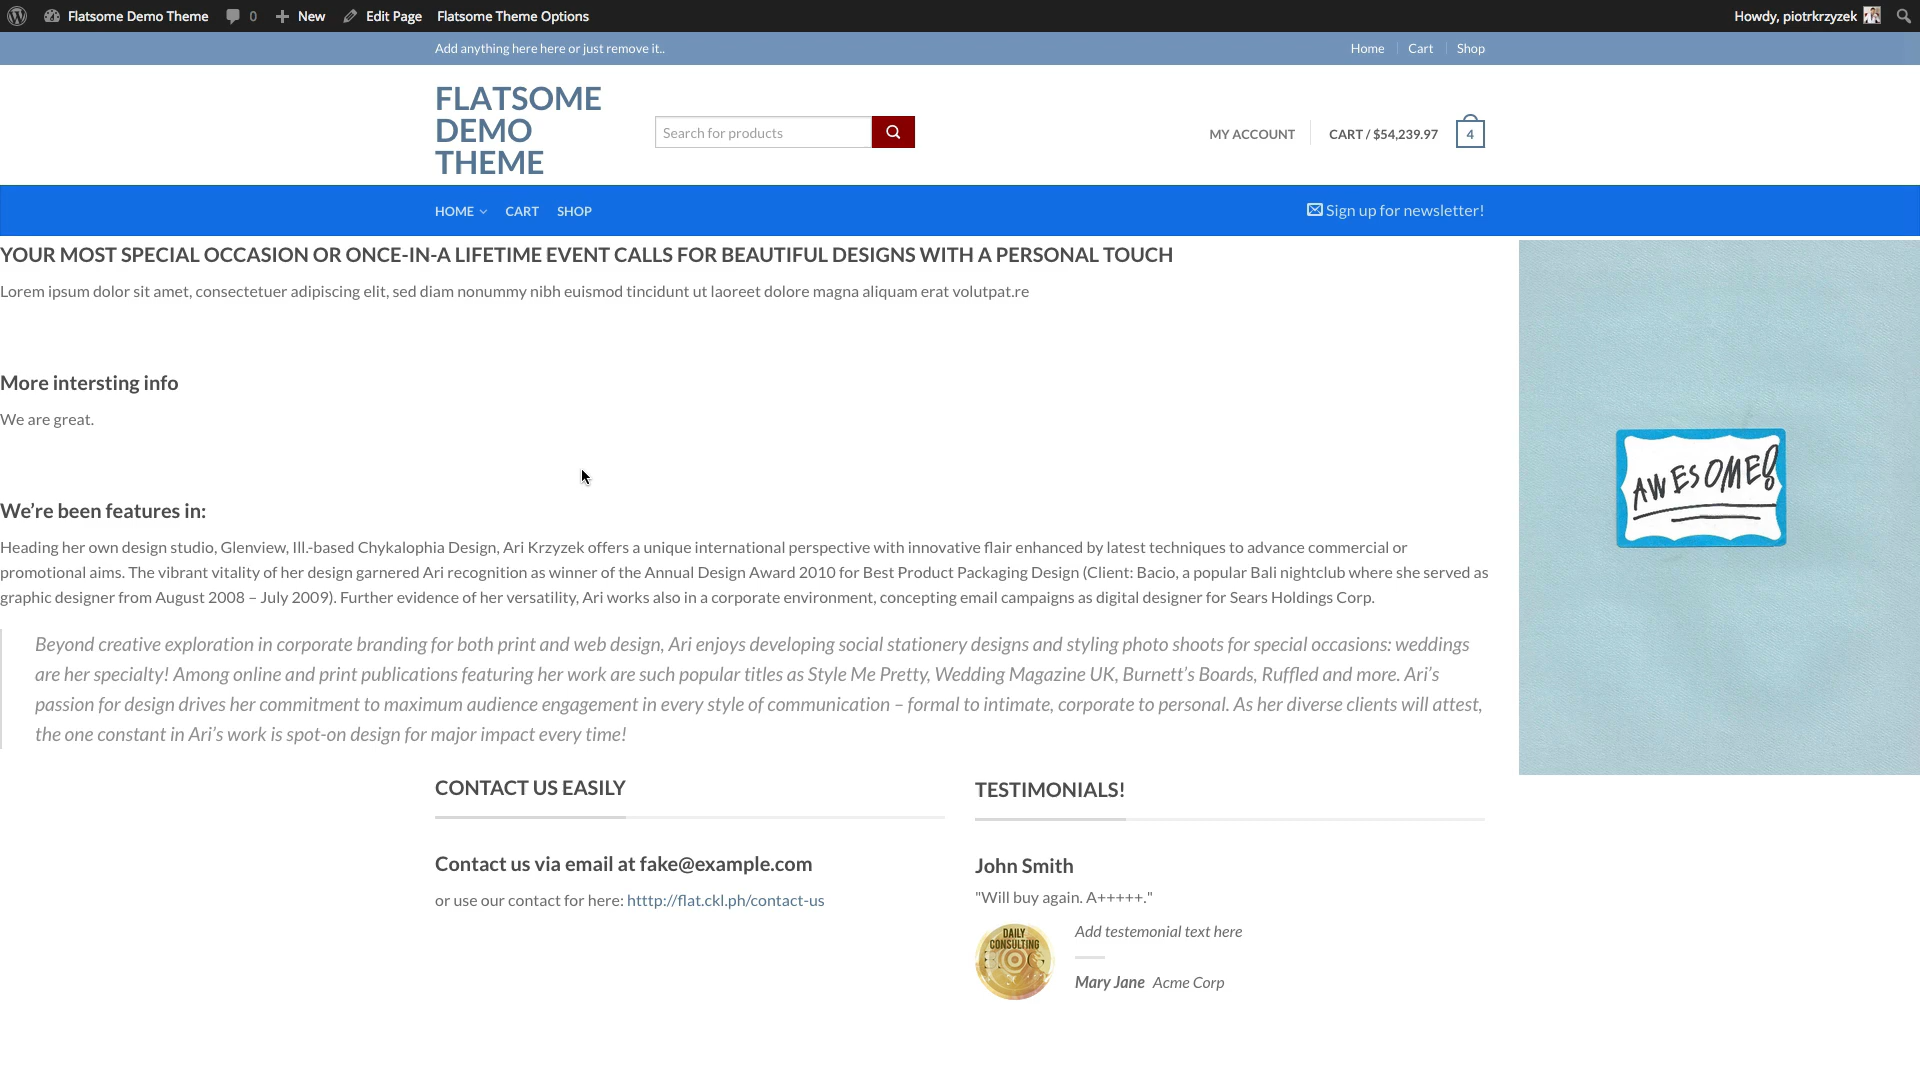 Flatsome Demo Theme 0 New Edit Page Flatsome Theme Options Howdy, piotrkrzyzek
Add anything here here or just remove it.. Home Cart Shop
FLATSOME
DEMO
THEME
Search for products
MY ACCOUNT CART / $54,239.97 4
HOME CART SHOP Sign up for newsletter!
YOUR MOST SPECIAL OCCASION OR ONCE-IN-A LIFETIME EVENT CALLS FOR BEAUTIFUL DESIGNS WITH A PERSONAL TOUCH
Lorem ipsum dolor sit amet, consectetuer adipiscing elit, sed diam nonummy nibh euismod tincidunt ut laoreet dolore magna aliquam erat volutpat.re
More intersting info
We are great.
AWESOME!
We’re been features in:
Heading her own design studio, Glenview, Ill.-based Chykalophia Design, Ari Krzyzek offers a unique international perspective with innovative flair enhanced by latest techniques to advance commercial or
promotional aims. The vibrant vitality of her design garnered Ari recognition as winner of the Annual Design Award 2010 for Best Product Packaging Design (Client: Bacio, a popular Bali nightclub where she served as
graphic designer from August 2008 – July 2009). Further evidence of her versatility, Ari works also in a corporate environment, concepting email campaigns as digital designer for Sears Holdings Corp.
Beyond creative exploration in corporate branding for both print and web design, Ari enjoys developing social stationery designs and styling photo shoots for special occasions: weddings
are her specialty! Among online and print publications featuring her work are such popular titles as Style Me Pretty, Wedding Magazine UK, Burnett’s Boards, Ruffled and more. Ari’s
passion for design drives her commitment to maximum audience engagement in every style of communication – formal to intimate, corporate to personal. As her diverse clients will attest,
the one constant in Ari’s work is spot-on design for major impact every time!
CONTACT US EASILY
Contact us via email at fake@example.com
or use our contact for here: htttp://flat.ckl.ph/contact-us
TESTIMONIALS!
John Smith
"Will buy again. A+++++."
DAILY
CONSULTING
Add testemonial text here
Mary Jane Acme Corp